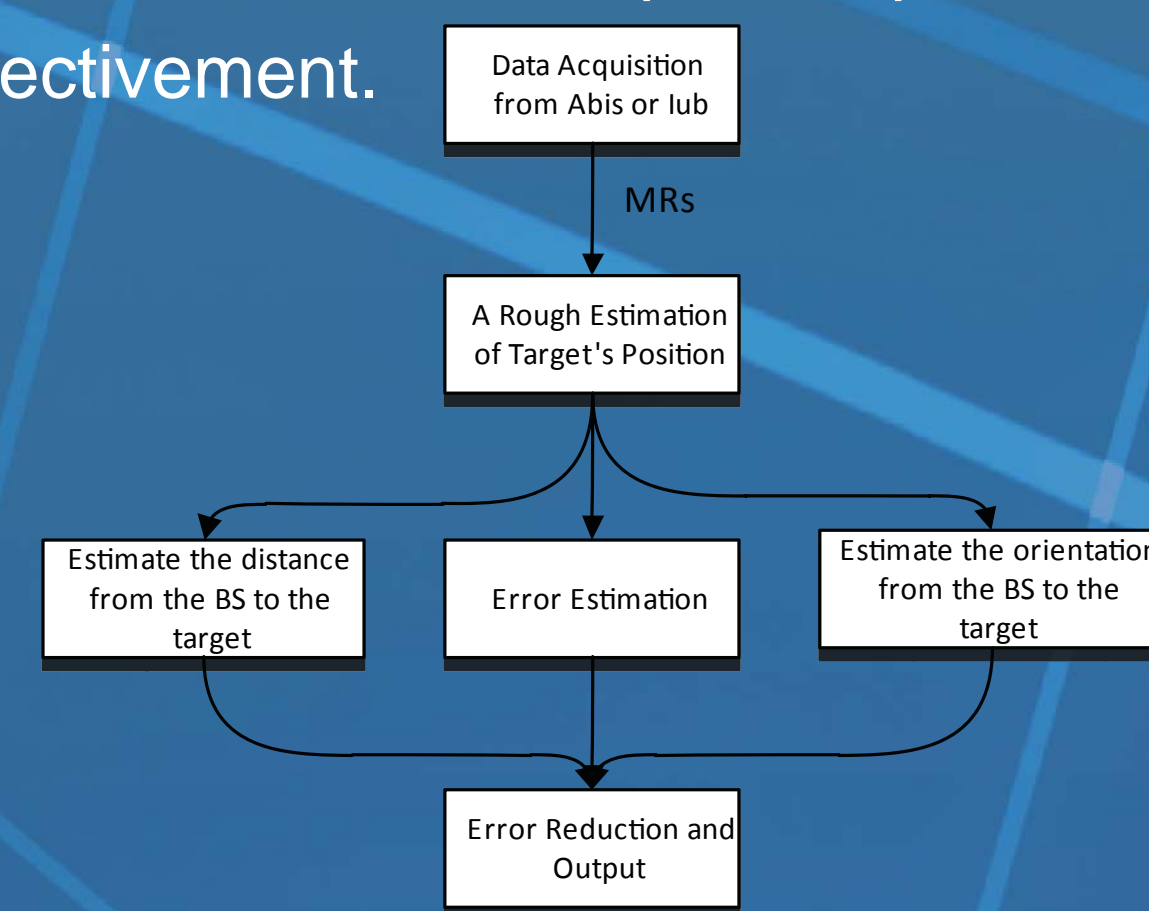 ectivement.
Data Acquisition
from Abis or Iub
MRs
A Rough Estimation
of Target's Position
Estimate the distance
from the BS to the
target
Error Estimation
Estimate the orientation
from the BS to the
target
Error Reduction and
Output